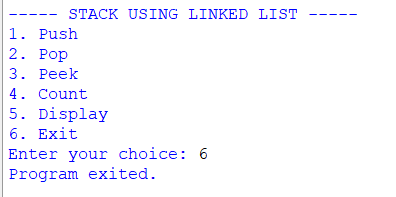 ----- STACK USING LINKED LIST -----
1. Push
2. Pop
3. Peek
4. Count
5. Display
6. Exit
Enter your choice: 6
Program exited.